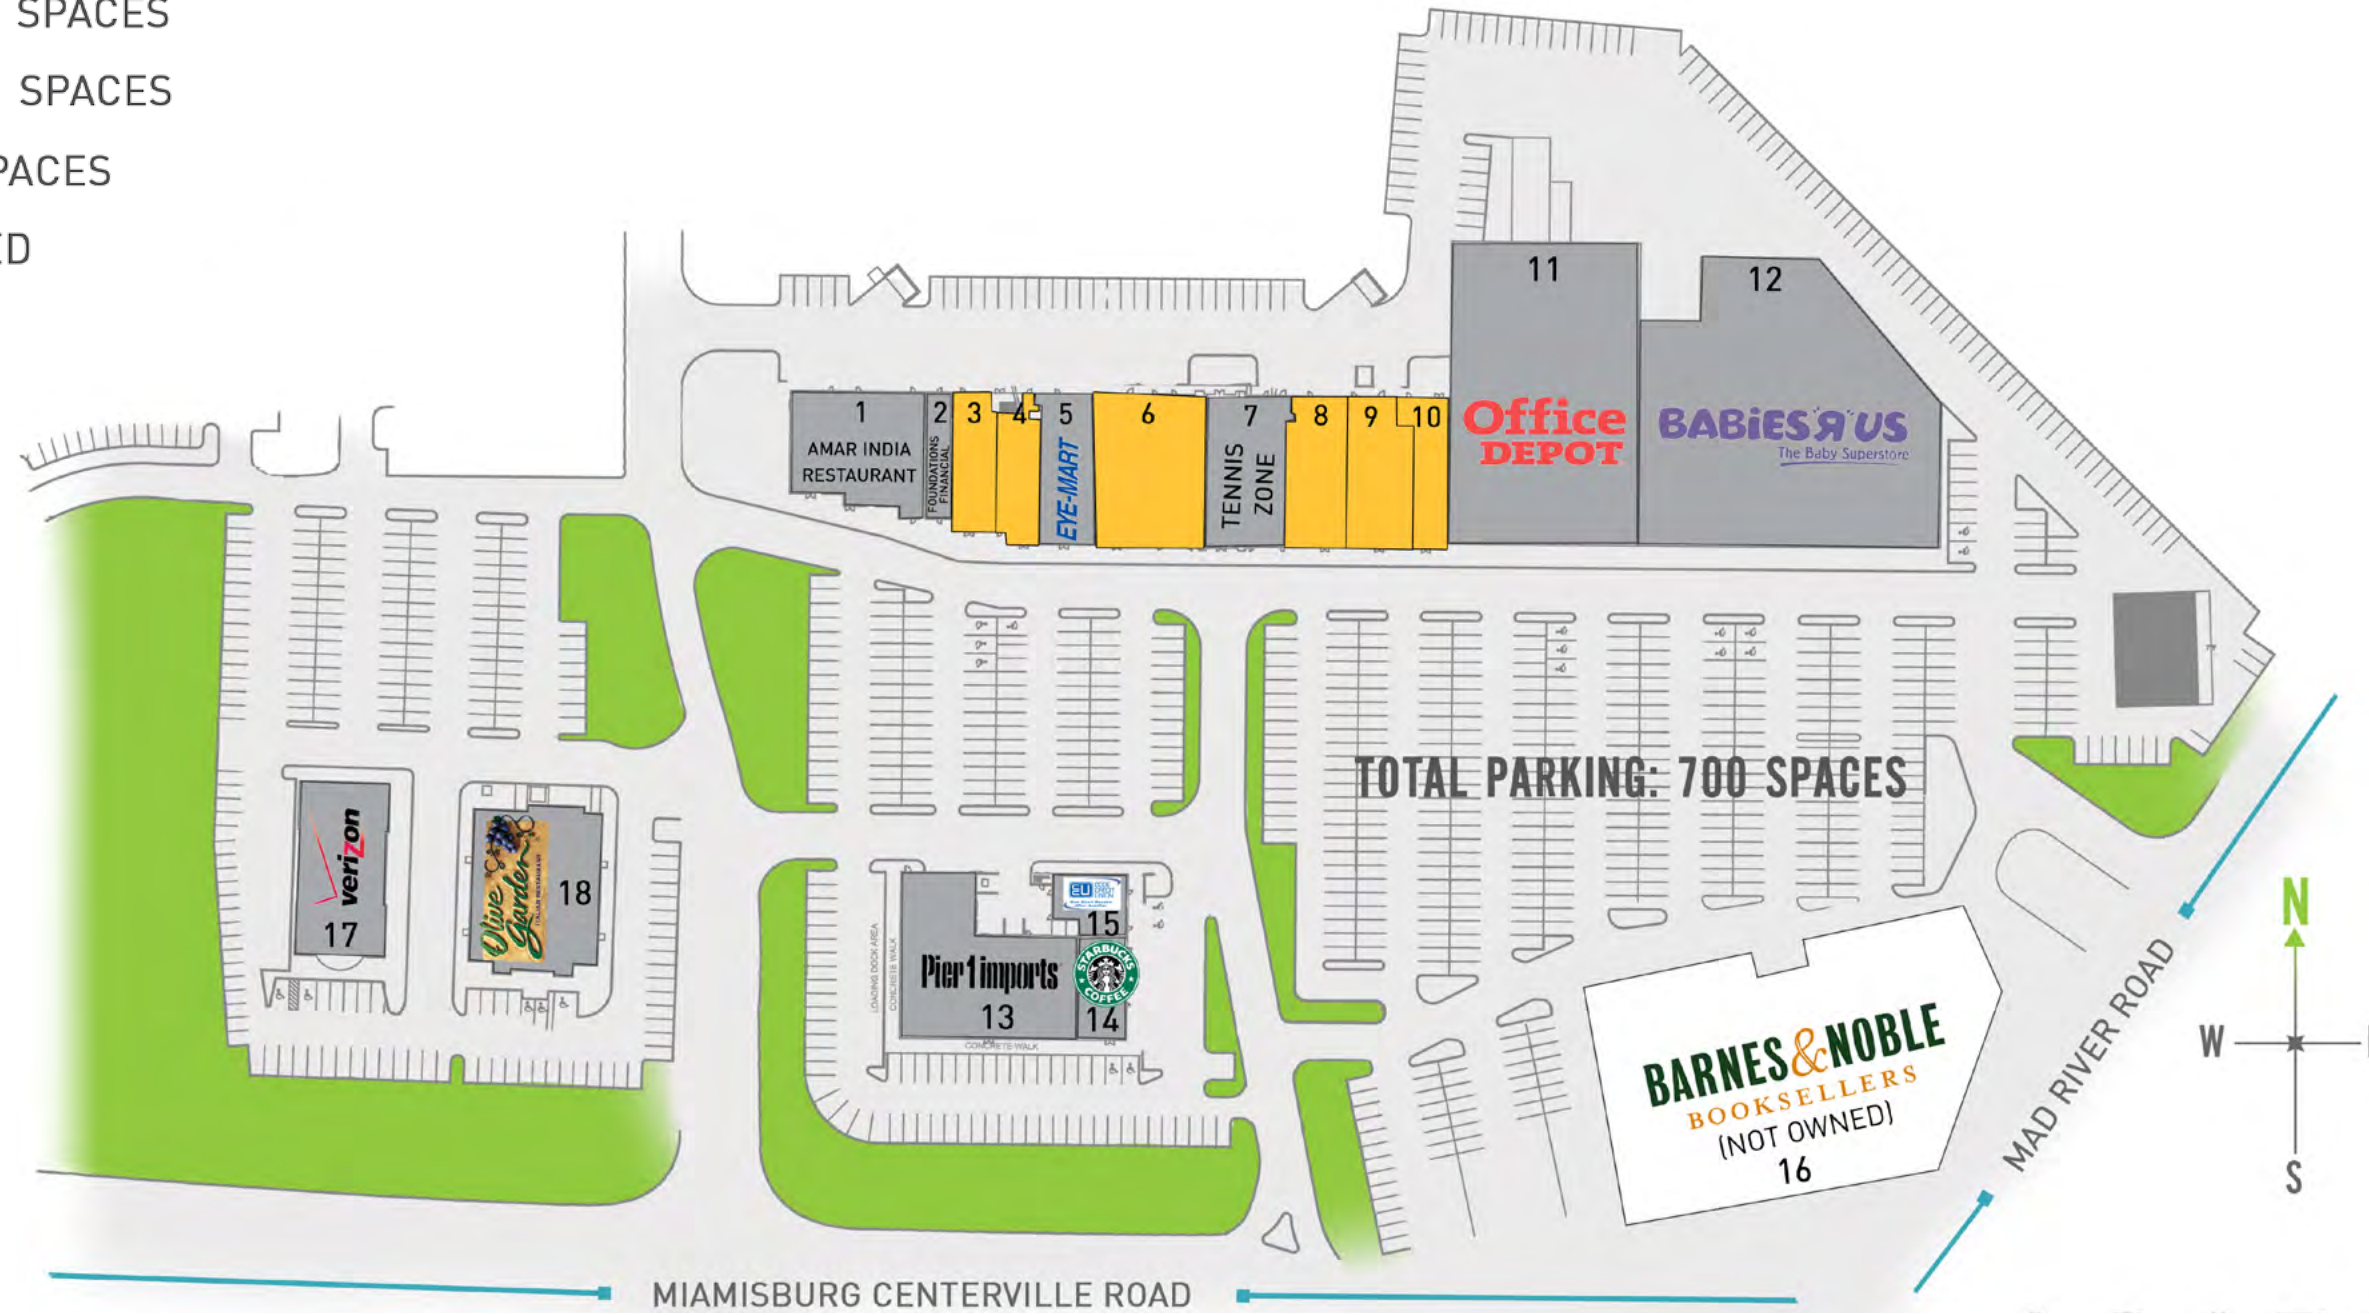 SPACES
SPACES
PACES
ED
11
12
1
2
3
4
5
6
7
8
9
10
AMAR INDIA
RESTAURANT
FOUNDATIONS
FINANCIAL
EYE-MART
TENNIS
ZONE
Office
DEPOT
BABIES R US
The Baby Superstore
TOTAL PARKING: 700 SPACES
verizon
17
Olive
Garden
ITALIAN RESTAURANT
18
LOADING DOCK AREA
CONCRETE WALK
Pier 1 imports
13
CONCRETE WALK
15
STARBUCKS
COFFEE
14
BARNES & NOBLE
BOOKSELLERS
(NOT OWNED)
16
MAD RIVER ROAD
N
W
S
MIAMISBURG CENTERVILLE ROAD